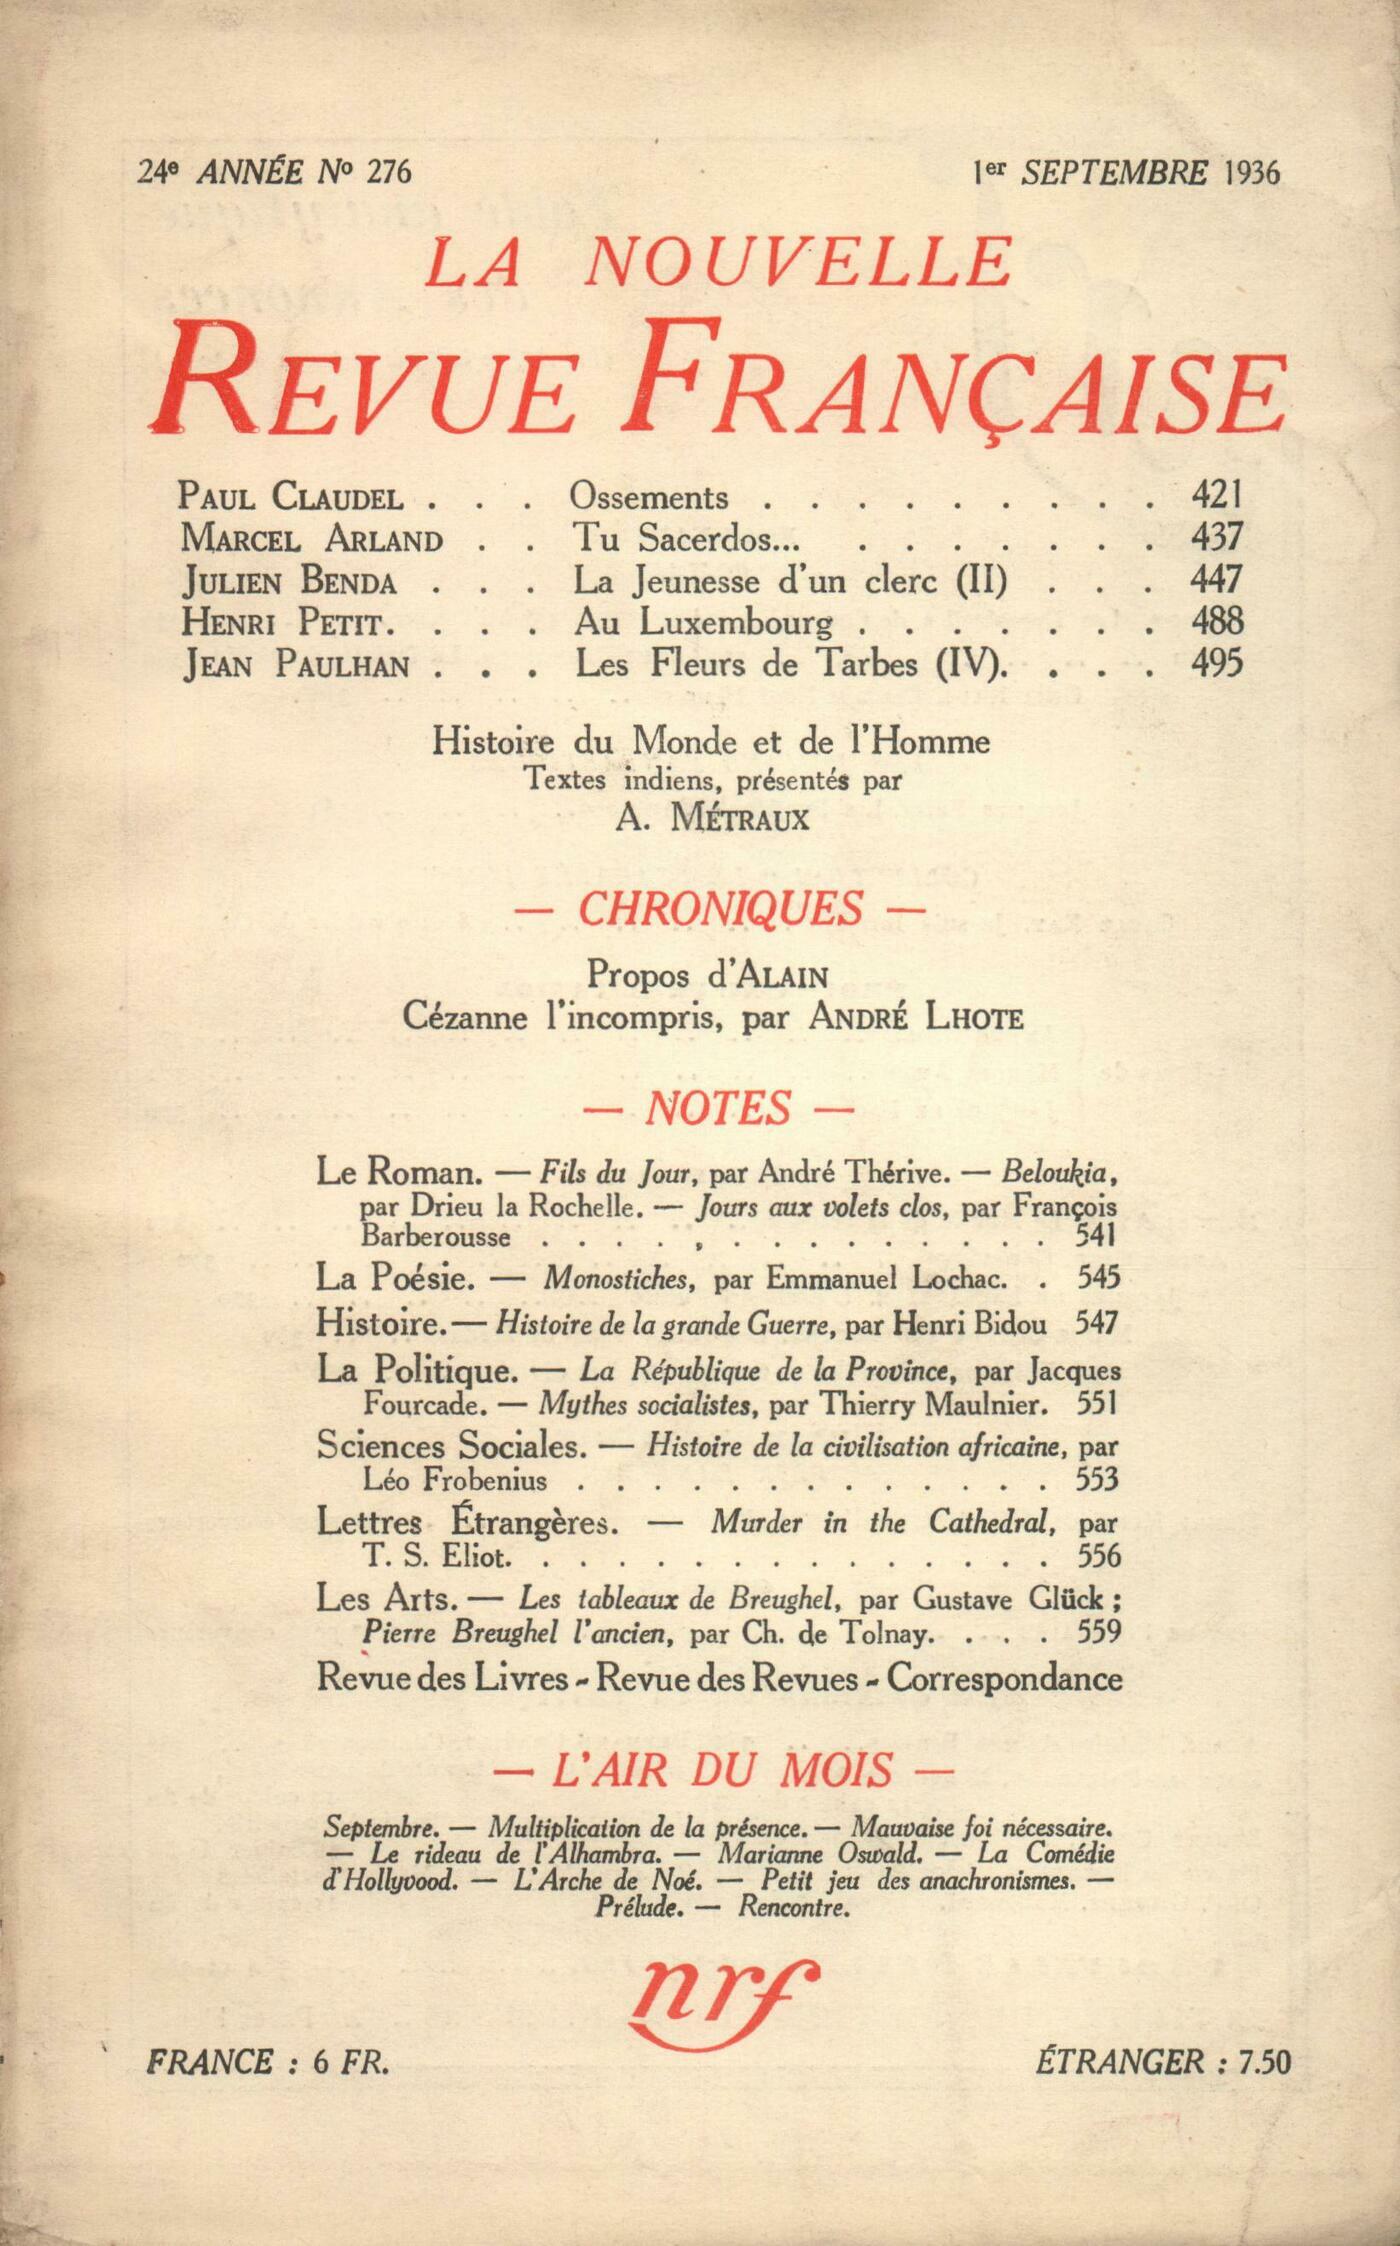 24e ANNÉE No 276
1er SEPTEMBRE 1936
LA NOUVELLE
REVUE FRANÇAISE
PAUL CLAUDEL . . . Ossements . . . . . . . . . 421
MARCEL ARLAND . . Tu Sacerdos... . . . . . . . 437
JULIEN BENDA . . . La Jeunesse d'un clerc (II) . . . 447
HENRI PETIT. . . . Au Luxembourg . . . . . . . 488
JEAN PAULHAN . . . Les Fleurs de Tarbes (IV). . . . 495
Histoire du Monde et de l'Homme
Textes indiens, présentés par
A. MÉTRAUX
— CHRONIQUES —
Propos d'ALAIN
Cézanne l'incompris, par ANDRÉ LHOTE
— NOTES —
Le Roman. — Fils du Jour, par André Thérive. — Beloukia,
par Drieu la Rochelle. — Jours aux volets clos, par François
Barberousse . . . . , . . . . . . . . . 541
La Poésie. — Monostiches, par Emmanuel Lochac. . 545
Histoire. — Histoire de la grande Guerre, par Henri Bidou 547
La Politique. — La République de la Province, par Jacques
Fourcade. — Mythes socialistes, par Thierry Maulnier. 551
Sciences Sociales. — Histoire de la civilisation africaine, par
Léo Frobenius . . . . . . . . . . . . 553
Lettres Étrangères. — Murder in the Cathedral, par
T. S. Eliot. . . . . . . . . . . . . . 556
Les Arts. — Les tableaux de Breughel, par Gustave Glück ;
Pierre Breughel l'ancien, par Ch. de Tolnay. . . . 559
Revue des Livres - Revue des Revues - Correspondance
— L'AIR DU MOIS —
Septembre. — Multiplication de la présence. — Mauvaise foi nécessaire.
— Le rideau de l'Alhambra. — Marianne Oswald. — La Comédie
d'Hollywood. — L'Arche de Noé. — Petit jeu des anachronismes. —
Prélude. — Rencontre.
nrf
FRANCE : 6 FR.
ÉTRANGER : 7.50